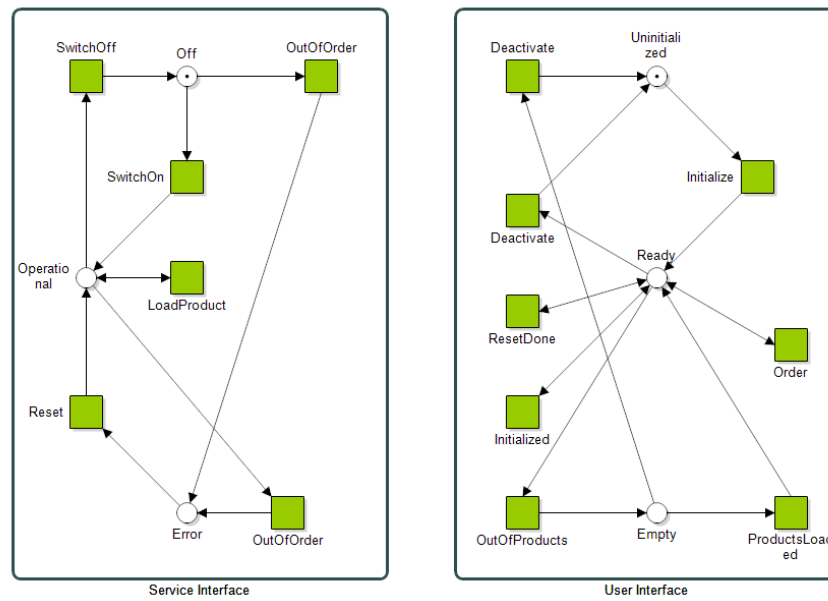 SwitchOff
Off
OutOfOrder
SwitchOn
Operatio
nal
LoadProduct
Reset
Error
OutOfOrder
Service Interface
Deactivate
Uninitiali
zed
Initialize
Deactivate
Ready
ResetDone
Order
Initialized
OutOfProducts
Empty
ProductsLoad
ed
User Interface